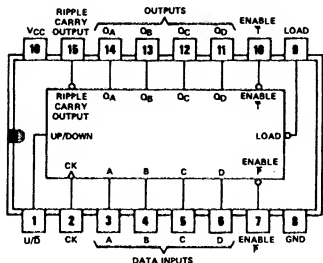 OUTPUTS
RIPPLE CARRY OUTPUT
ENABLE T
VCC
QA QB QC QD
LOAD
16 15 14 13 12 11 10 9
RIPPLE CARRY OUTPUT
QA QB QC QD
ENABLE T
UP/DOWN
LOAD
CK
A B C D
ENABLE P
1 2 3 4 5 6 7 8
U/D̅ CK A B C D
ENABLE P
GND
DATA INPUTS